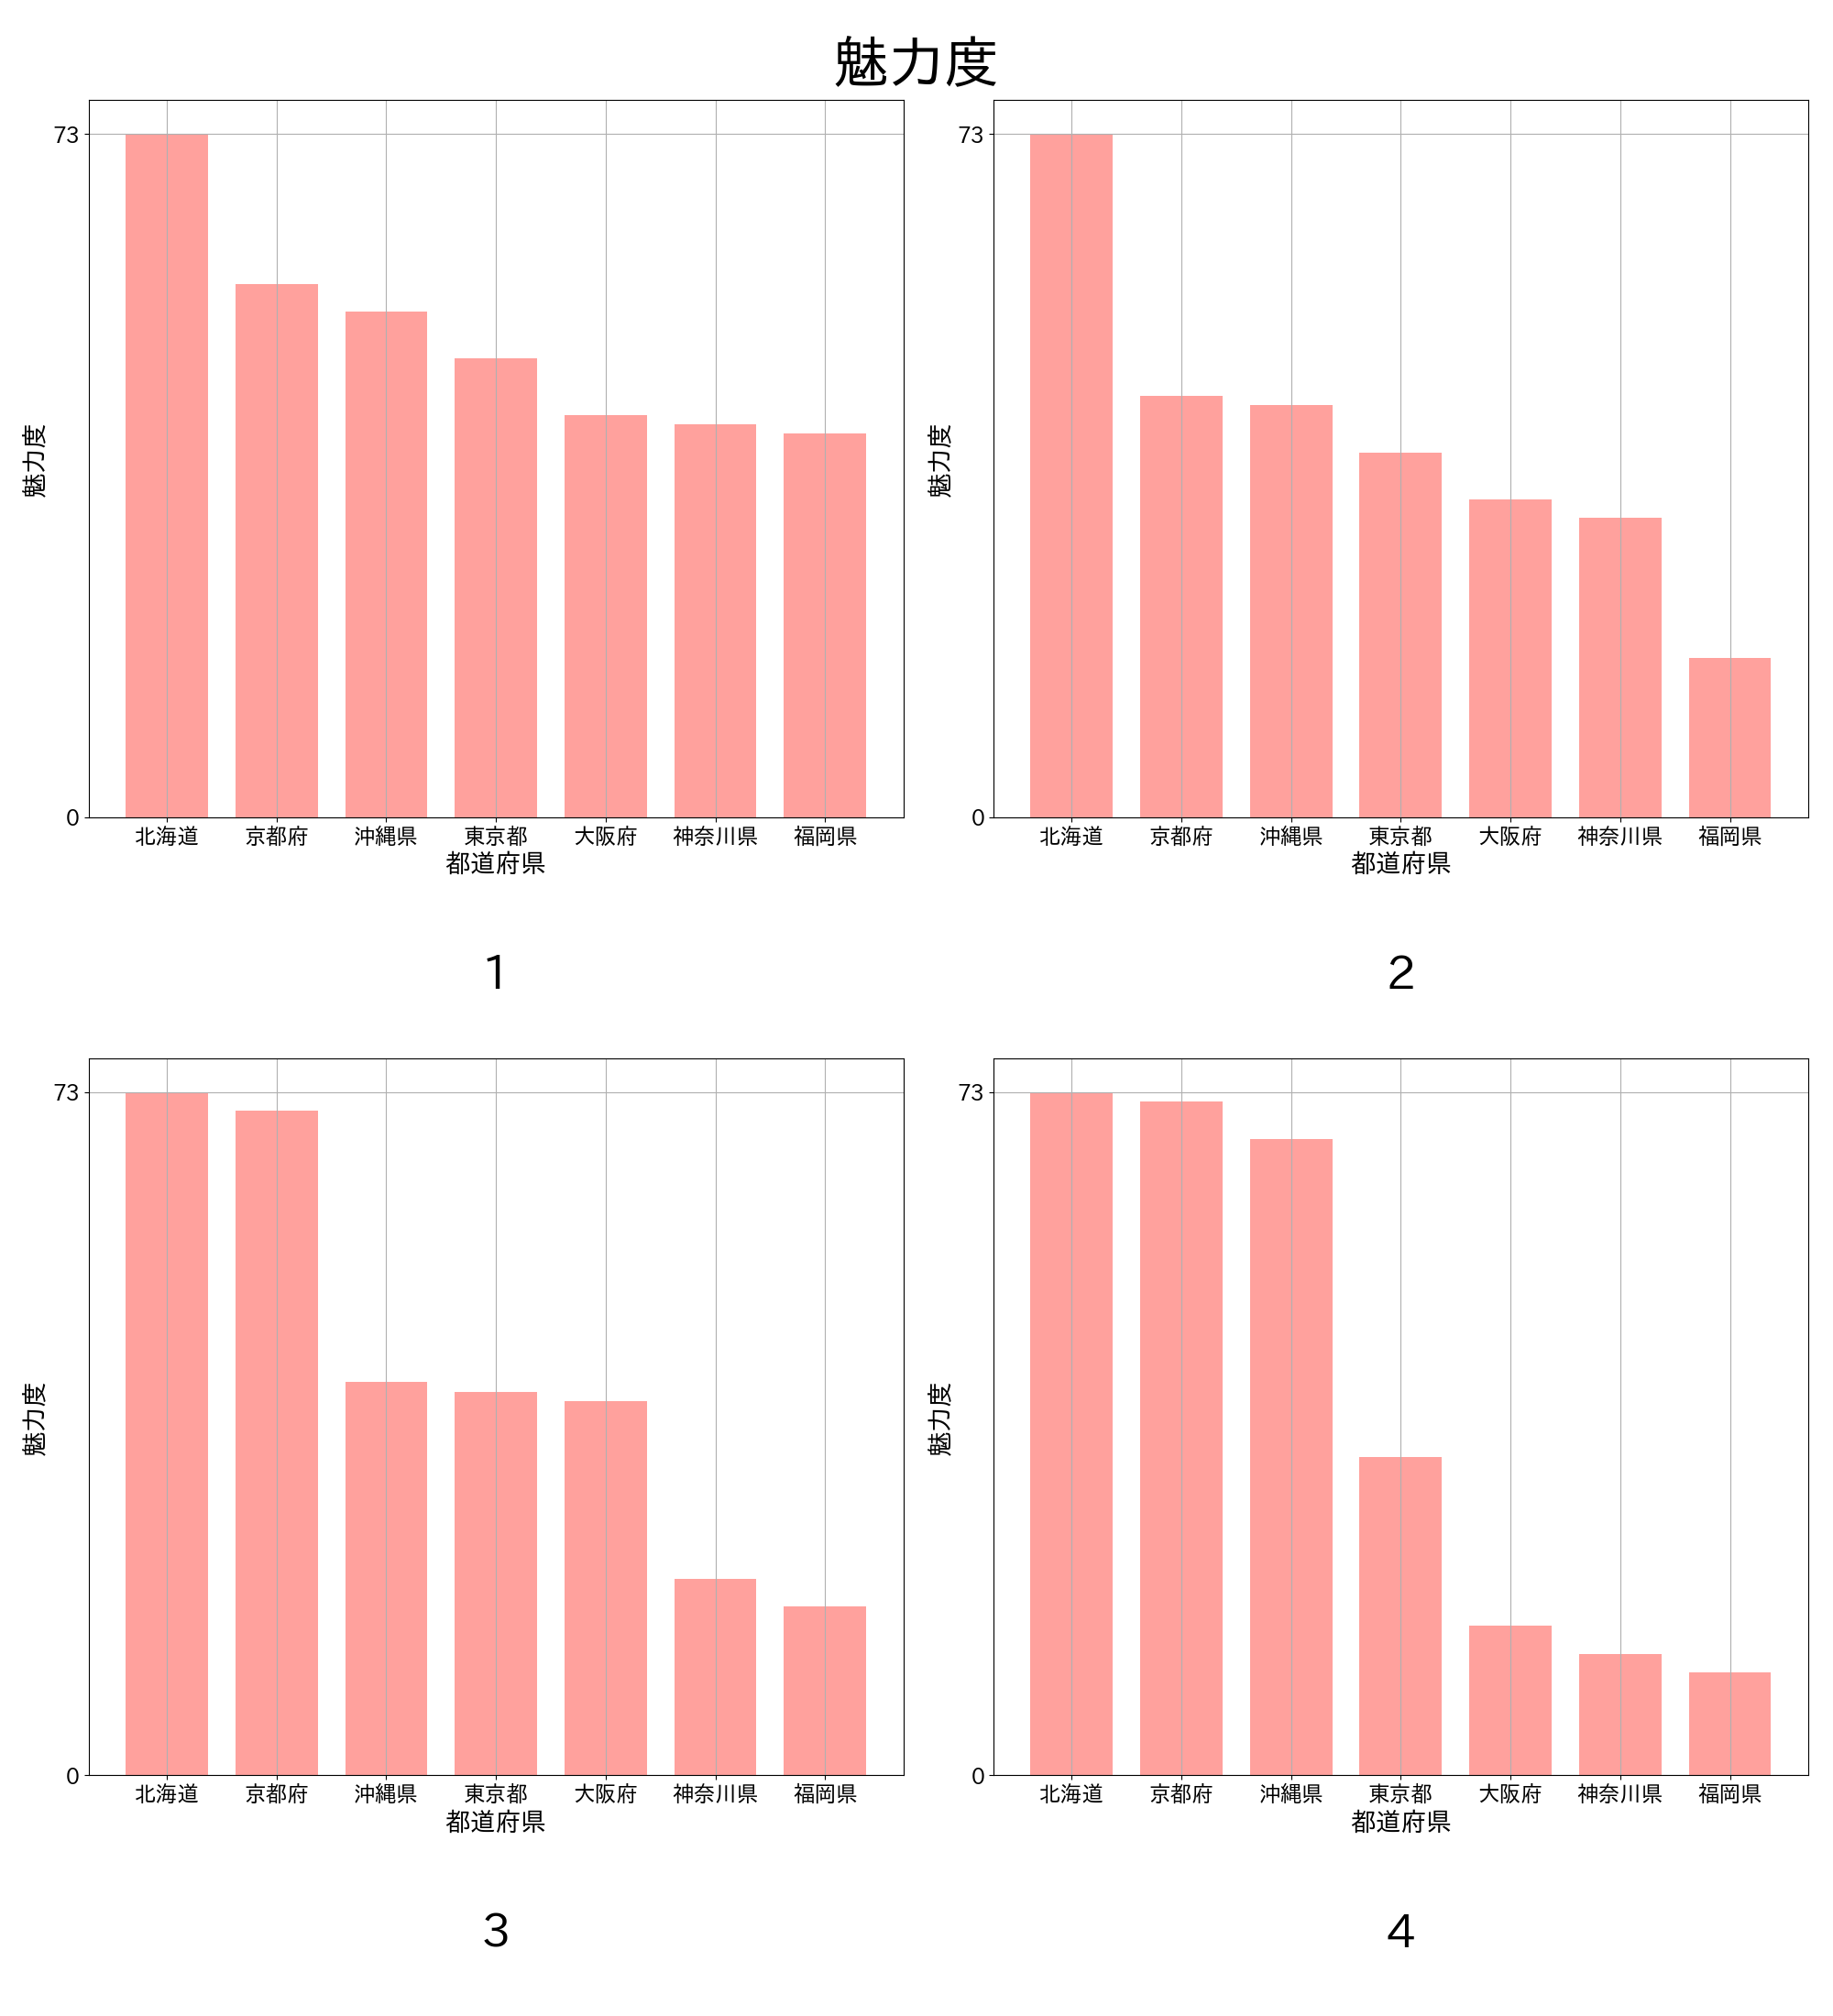 魅力度
73
0
魅力度
北海道 京都府 沖縄県 東京都 大阪府 神奈川県 福岡県
都道府県
1
73
0
魅力度
北海道 京都府 沖縄県 東京都 大阪府 神奈川県 福岡県
都道府県
2
73
0
魅力度
北海道 京都府 沖縄県 東京都 大阪府 神奈川県 福岡県
都道府県
3
73
0
魅力度
北海道 京都府 沖縄県 東京都 大阪府 神奈川県 福岡県
都道府県
4